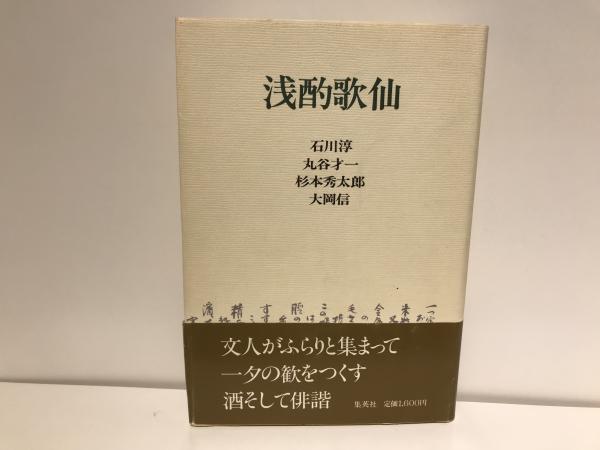 浅酌歌仙
石川淳
丸谷才一
杉本秀太郎
大岡信
文人がふらりと集まって
一夕の歓をつくす
酒そして俳諧
集英社 定価1,600円